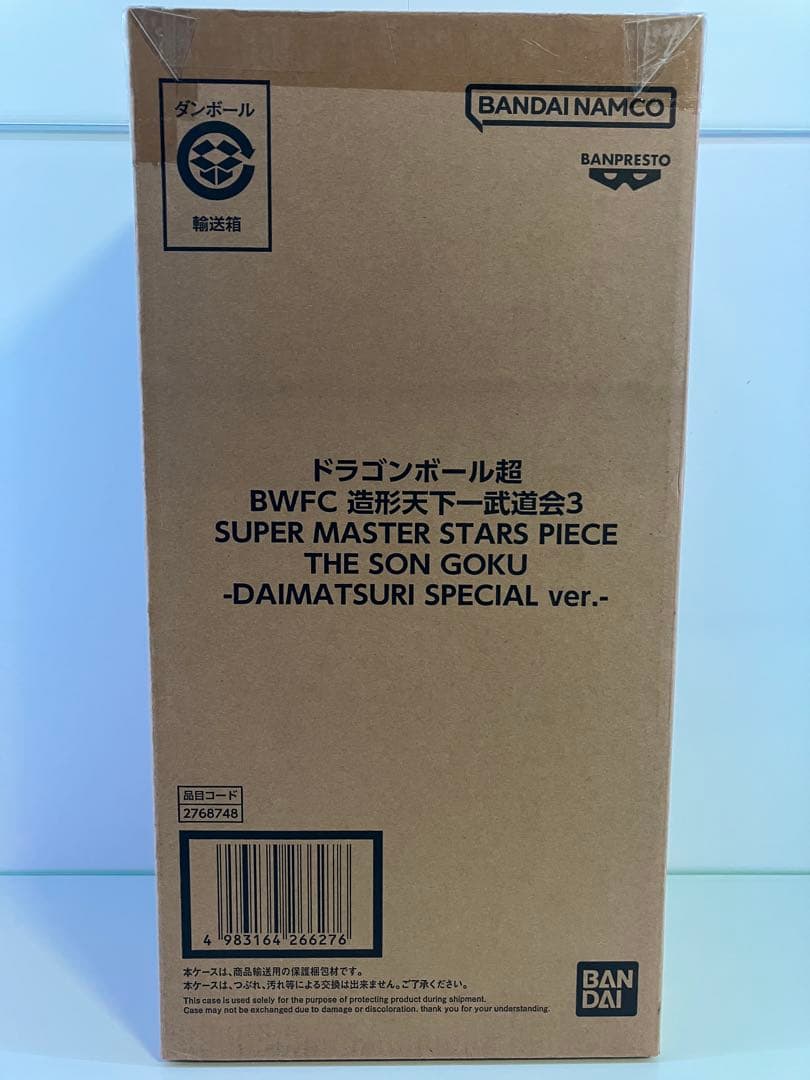 ダンボール
輸送箱
BANDAI NAMCO
BANPRESTO
ドラゴンボール超
BWFC 造形天下一武道会3
SUPER MASTER STARS PIECE
THE SON GOKU
-DAIMATSURI SPECIAL ver.-
品目コード
2768748
4 983164 266276
本ケースは、商品輸送用の保護梱包材です。
本ケースは、つぶれ、汚れ等による交換は出来ません。ご了承ください。
This case is used solely for the purpose of protecting product during shipment.
Case may not be exchanged due to damage or discoloration. thank you for your understanding.
BAN
DAI